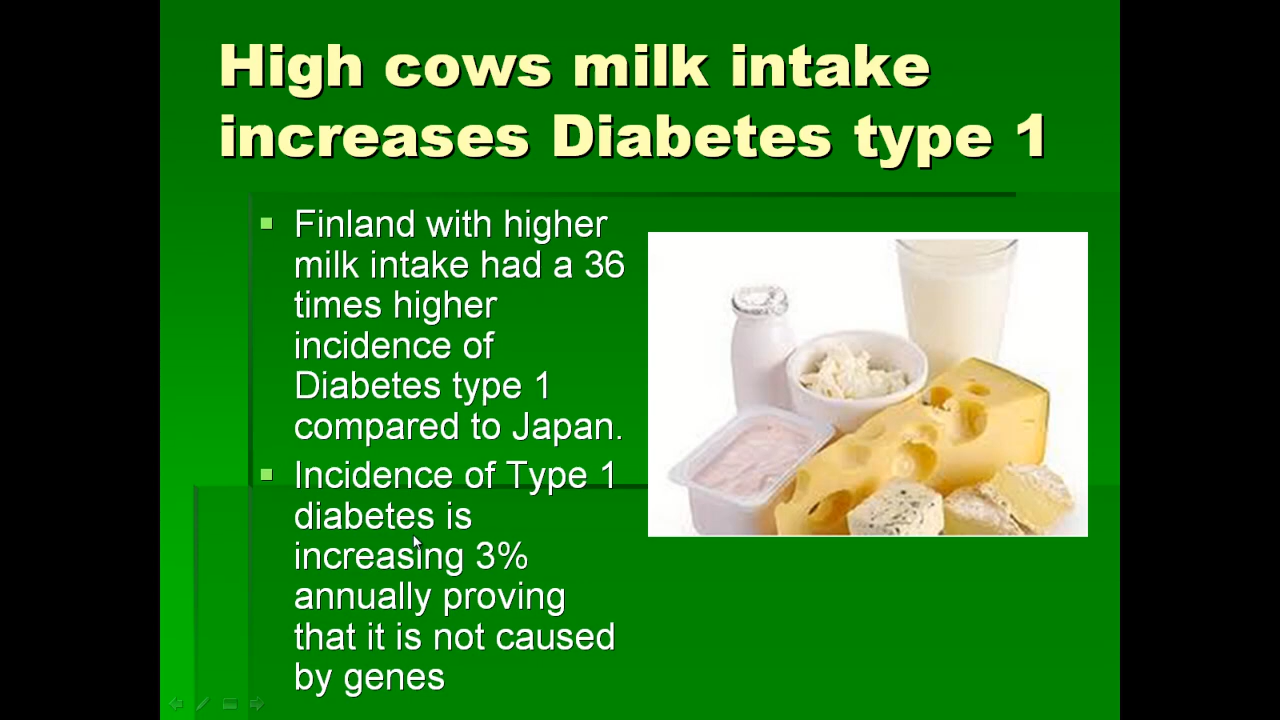 High cows milk intake
increases Diabetes type 1
Finland with higher
milk intake had a 36
times higher
incidence of
Diabetes type 1
compared to Japan.
Incidence of Type 1
diabetes is
increasing 3%
annually proving
that it is not caused
by genes